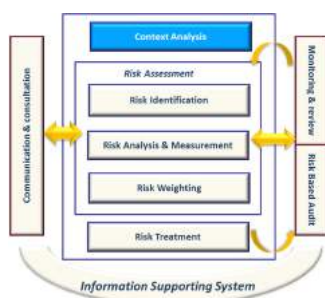 Context Analysis
Risk Assessment
Risk Identification
Risk Analysis & Measurement
Risk Weighting
Risk Treatment
Communication & consultation
Monitoring & review
Risk Based Audit
Information Supporting System